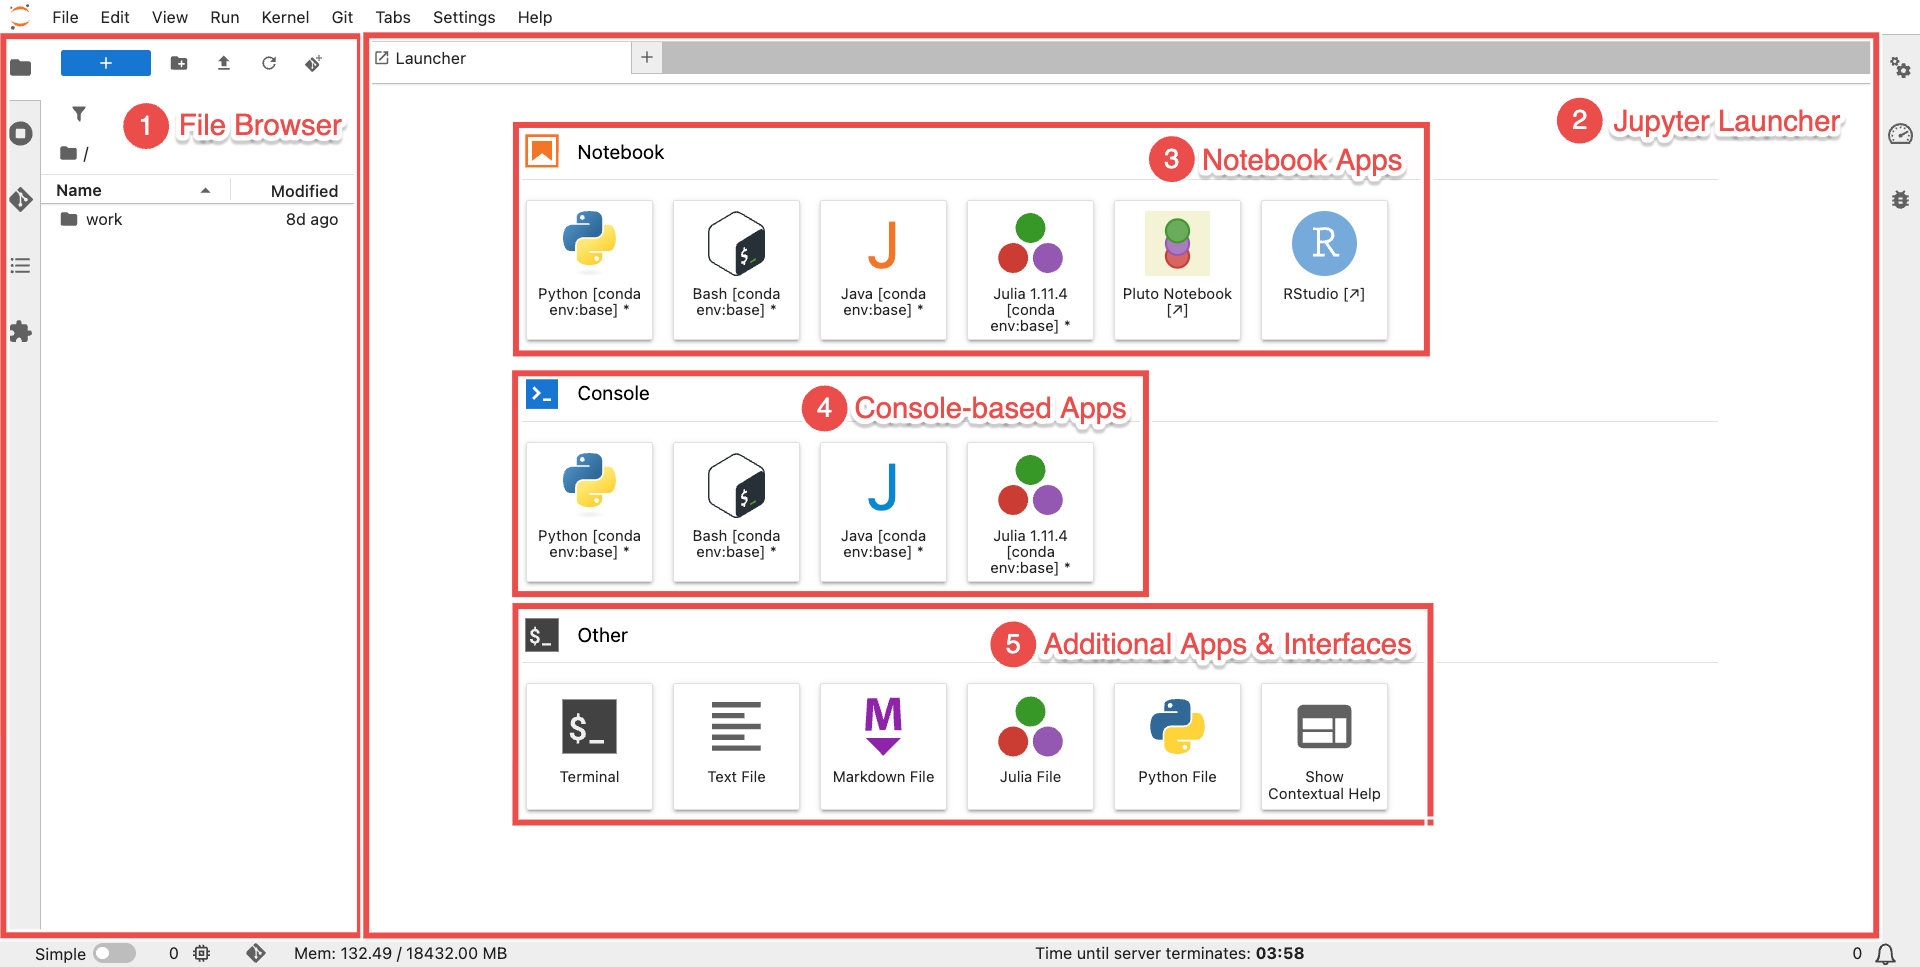 File Edit View Run Kernel Git Tabs Settings Help
+
Launcher
+
1 File Browser
2 Jupyter Launcher
/
Name Modified
work 8d ago
Notebook
3 Notebook Apps
Python [conda
env:base] *
Bash [conda
env:base] *
Java [conda
env:base] *
Julia 1.11.4
[conda
env:base] *
Pluto Notebook
[↗]
R
RStudio [↗]
Console
4 Console-based Apps
Python [conda
env:base] *
Bash [conda
env:base] *
Java [conda
env:base] *
Julia 1.11.4
[conda
env:base] *
$_ Other
5 Additional Apps & Interfaces
$_
Terminal
Text File
M
Markdown File
Julia File
Python File
Show
Contextual Help
Simple 0 Mem: 132.49 / 18432.00 MB Time until server terminates: 03:58 0